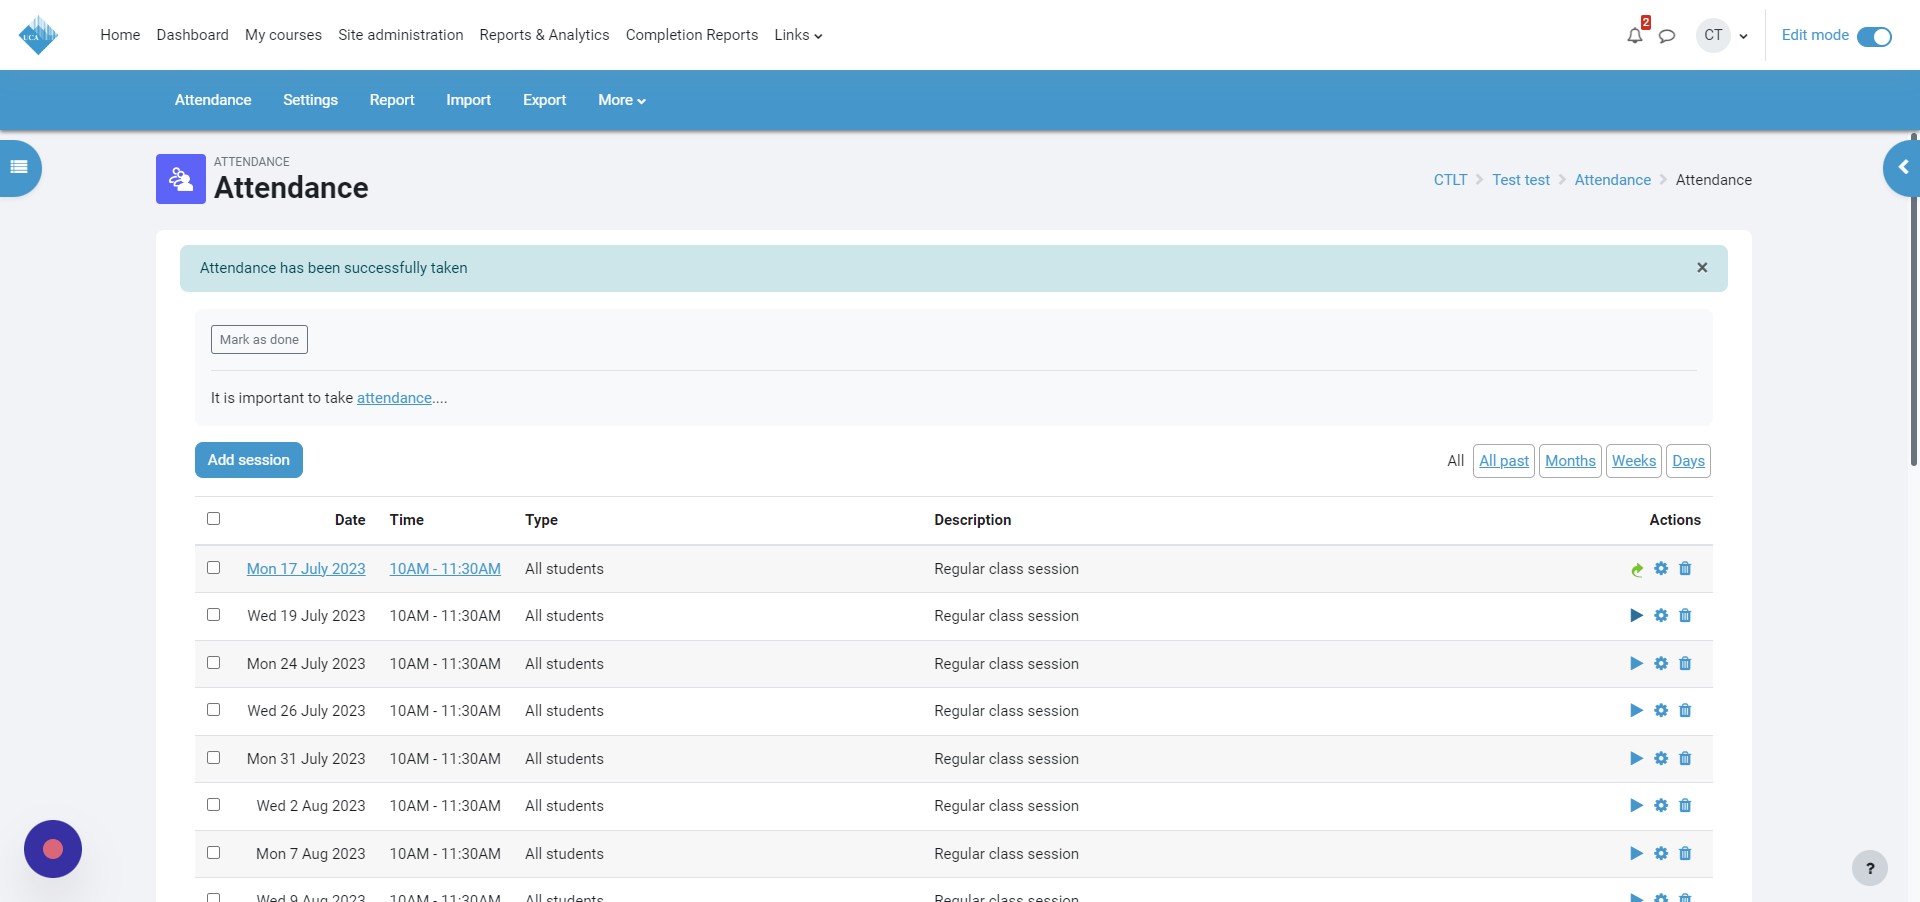 UCA
Home Dashboard My courses Site administration Reports & Analytics Completion Reports Links
2
CT
Edit mode
Attendance Settings Report Import Export More
ATTENDANCE
Attendance
CTLT Test test Attendance Attendance
Attendance has been successfully taken ×
Mark as done
It is important to take attendance....
Add session
All All past Months Weeks Days
Date Time Type Description Actions
Mon 17 July 2023 10AM - 11:30AM All students Regular class session
Wed 19 July 2023 10AM - 11:30AM All students Regular class session
Mon 24 July 2023 10AM - 11:30AM All students Regular class session
Wed 26 July 2023 10AM - 11:30AM All students Regular class session
Mon 31 July 2023 10AM - 11:30AM All students Regular class session
Wed 2 Aug 2023 10AM - 11:30AM All students Regular class session
Mon 7 Aug 2023 10AM - 11:30AM All students Regular class session
Wed 9 Aug 2023 10AM - 11:30AM All students Regular class session
?